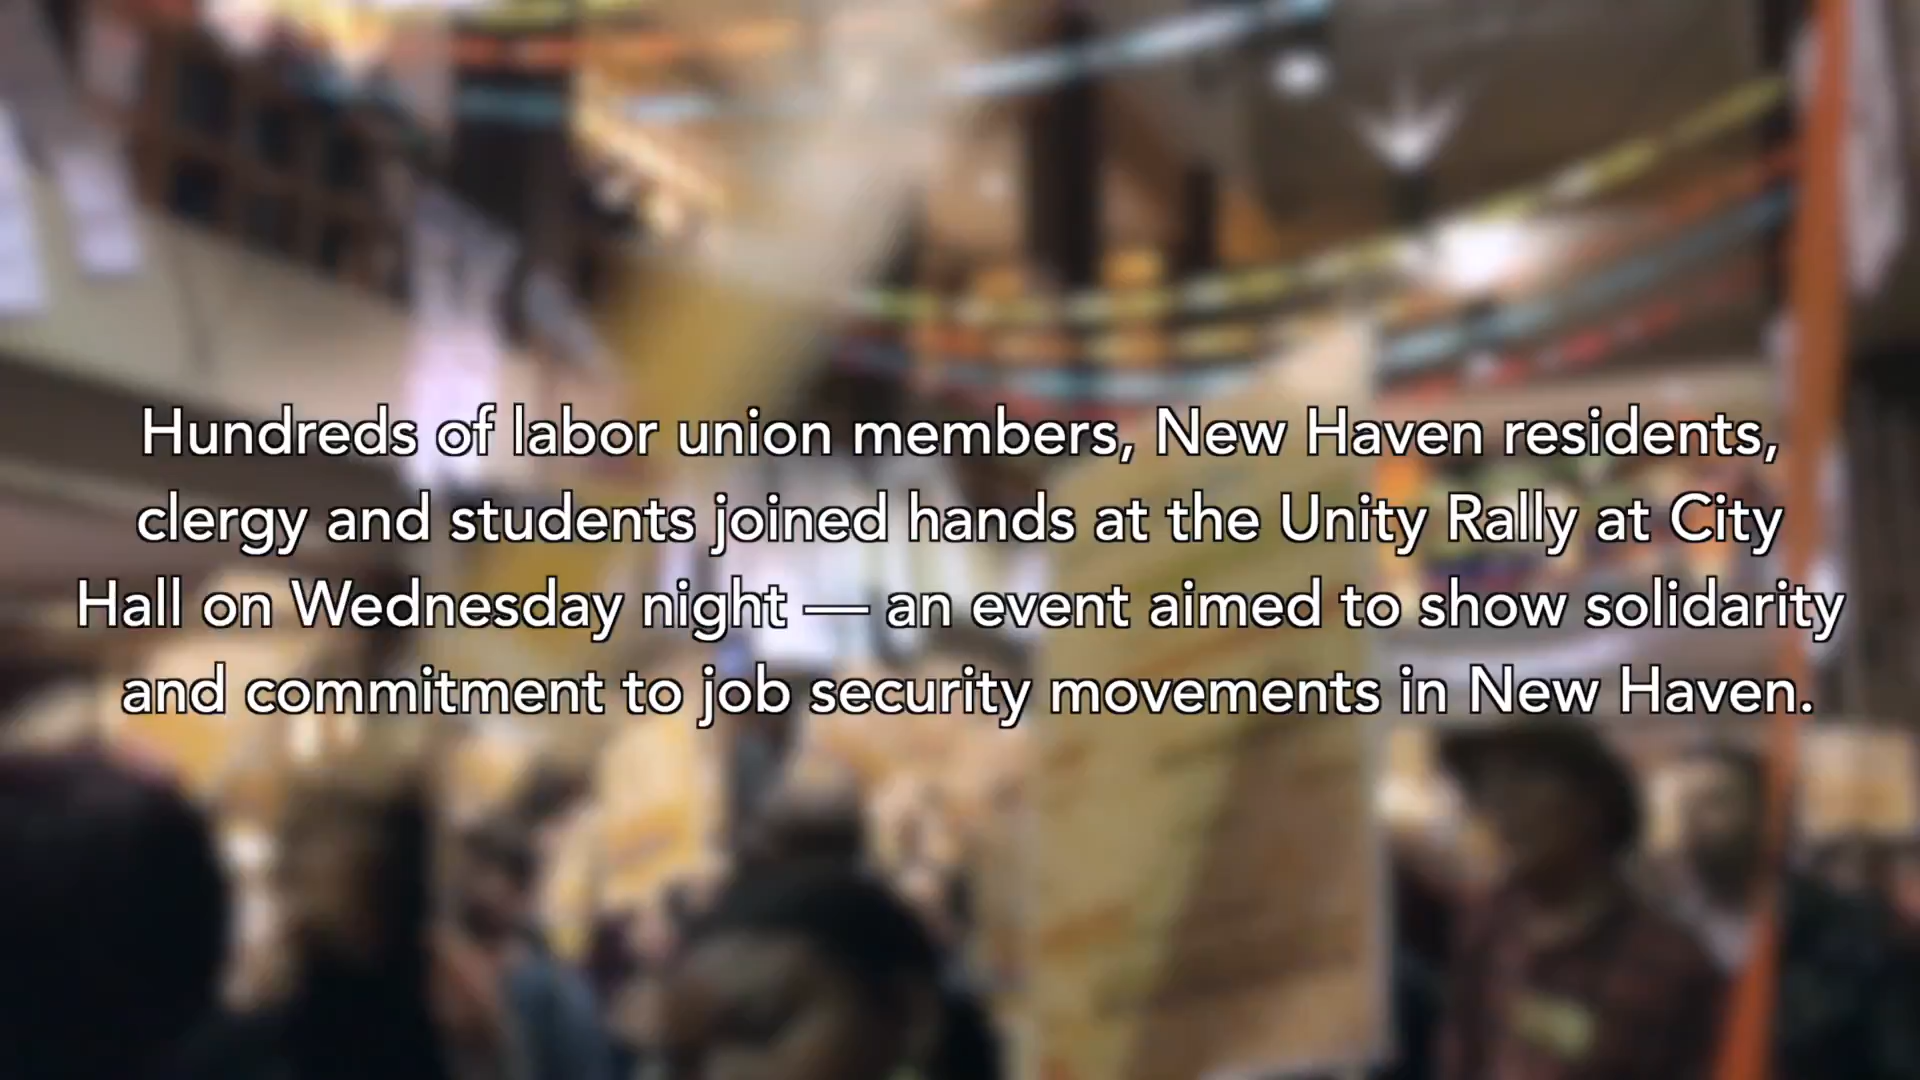 Hundreds of labor union members, New Haven residents,
clergy and students joined hands at the Unity Rally at City
Hall on Wednesday night — an event aimed to show solidarity
and commitment to job security movements in New Haven.